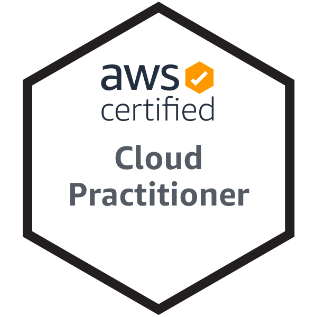 aws
certified
Cloud
Practitioner